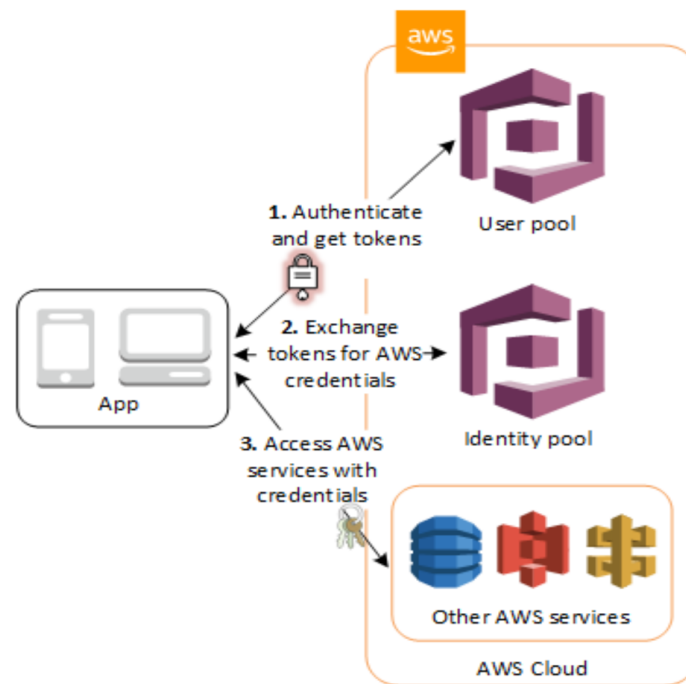 aws
User pool
1. Authenticate
and get tokens
2. Exchange
tokens for AWS
credentials
App
Identity pool
3. Access AWS
services with
credentials
Other AWS services
AWS Cloud